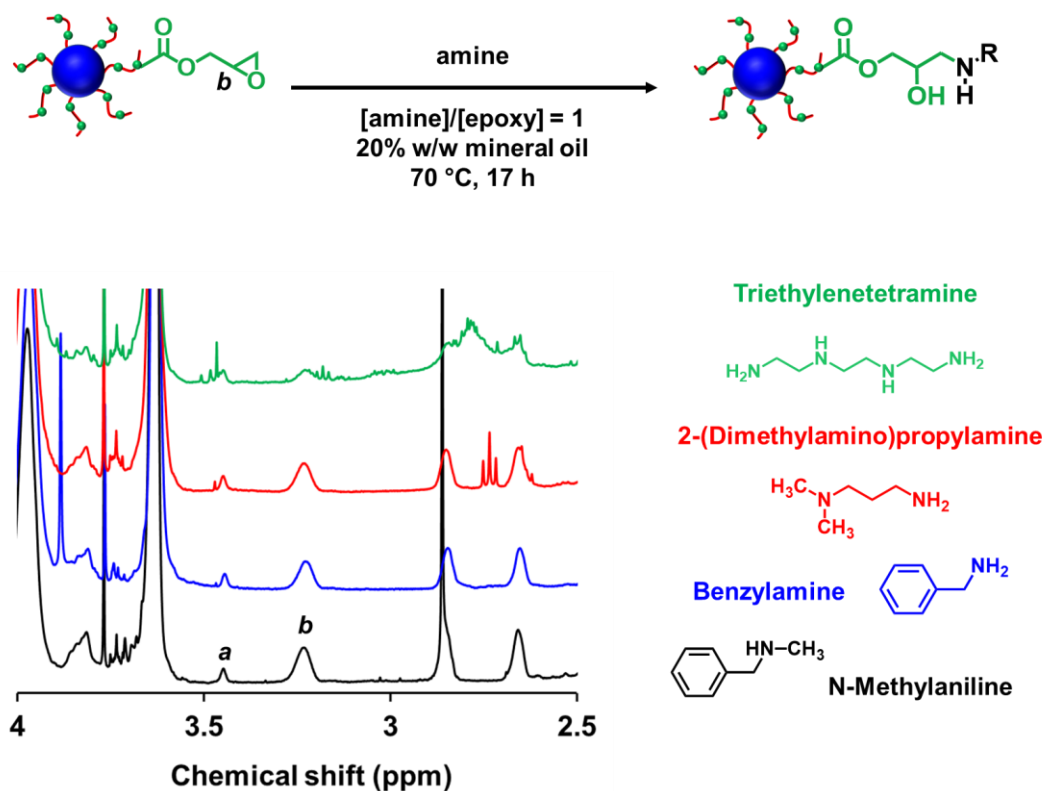 O
O
b
O
amine
[amine]/[epoxy] = 1
20% w/w mineral oil
70 °C, 17 h
O
O
OH
N
H
R
Triethylenetetramine
H₂N
H
N
N
H
NH₂
2-(Dimethylamino)propylamine
H₃C
N
CH₃
NH₂
Benzylamine
NH₂
HN
CH₃
N-Methylaniline
a
b
4
3.5
3
2.5
Chemical shift (ppm)